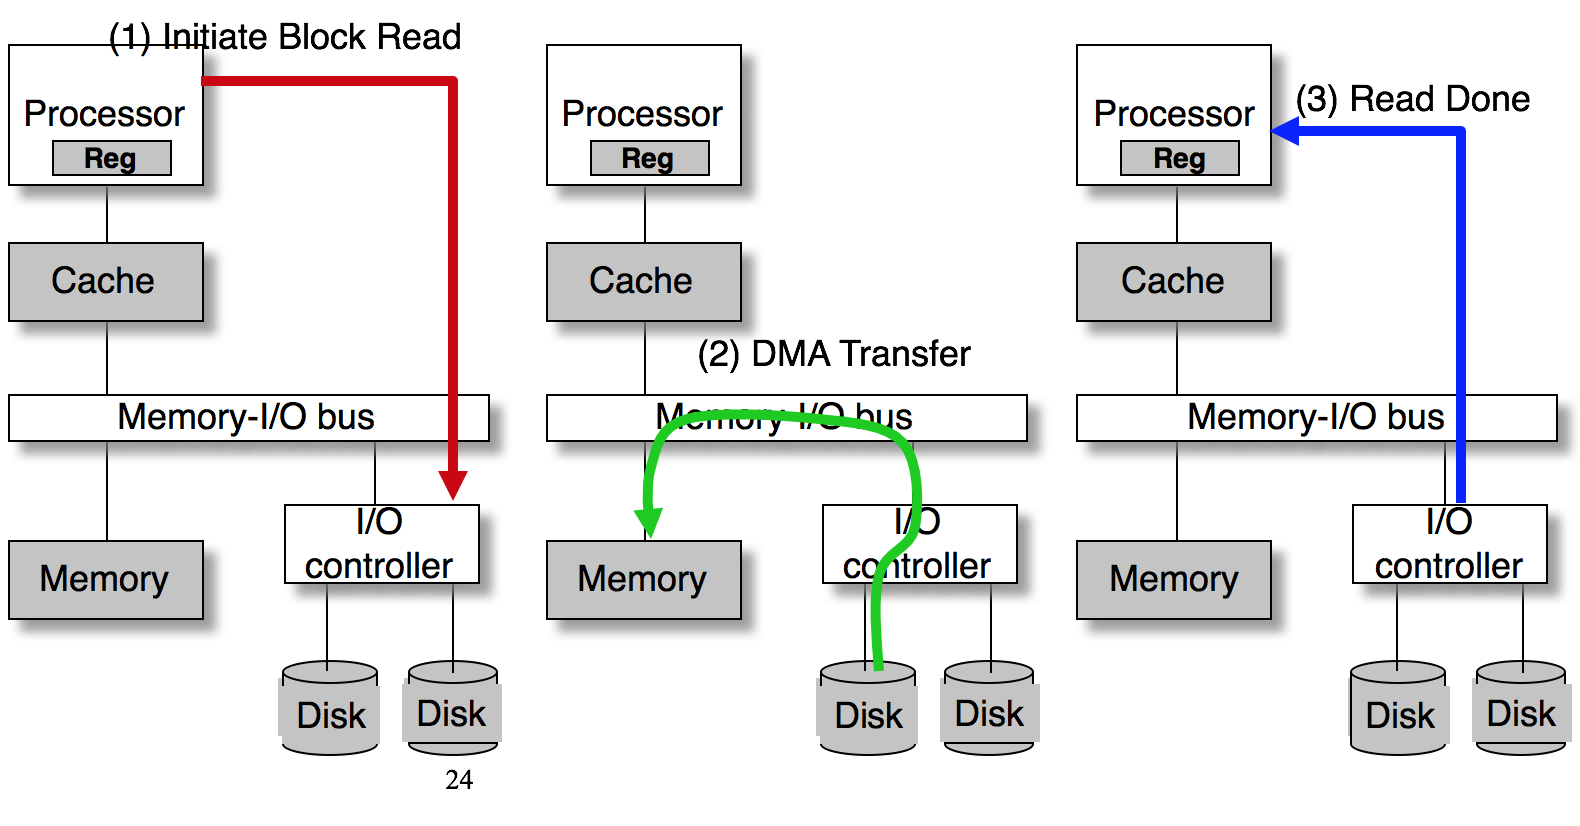 (1) Initiate Block Read
Processor
Reg
Cache
Memory-I/O bus
I/O
controller
Memory
Disk
Disk
24
Processor
Reg
Cache
(2) DMA Transfer
Memory-I/O bus
I/O
controller
Memory
Disk
Disk
(3) Read Done
Processor
Reg
Cache
Memory-I/O bus
I/O
controller
Memory
Disk
Disk